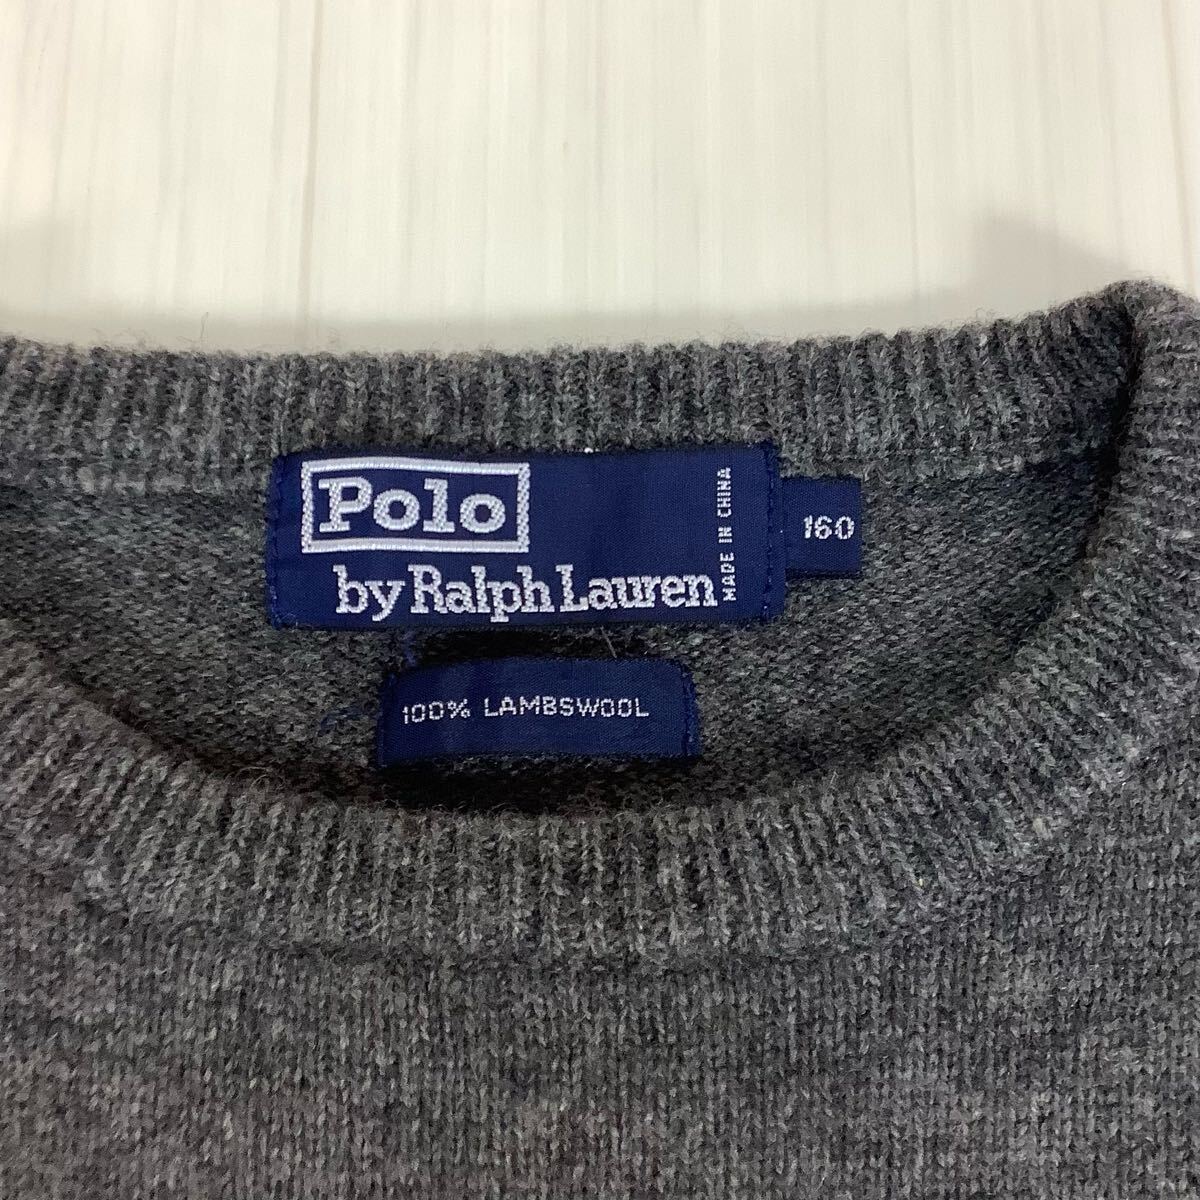 Polo
by Ralph Lauren
MADE IN CHINA
160
100% LAMBSWOOL